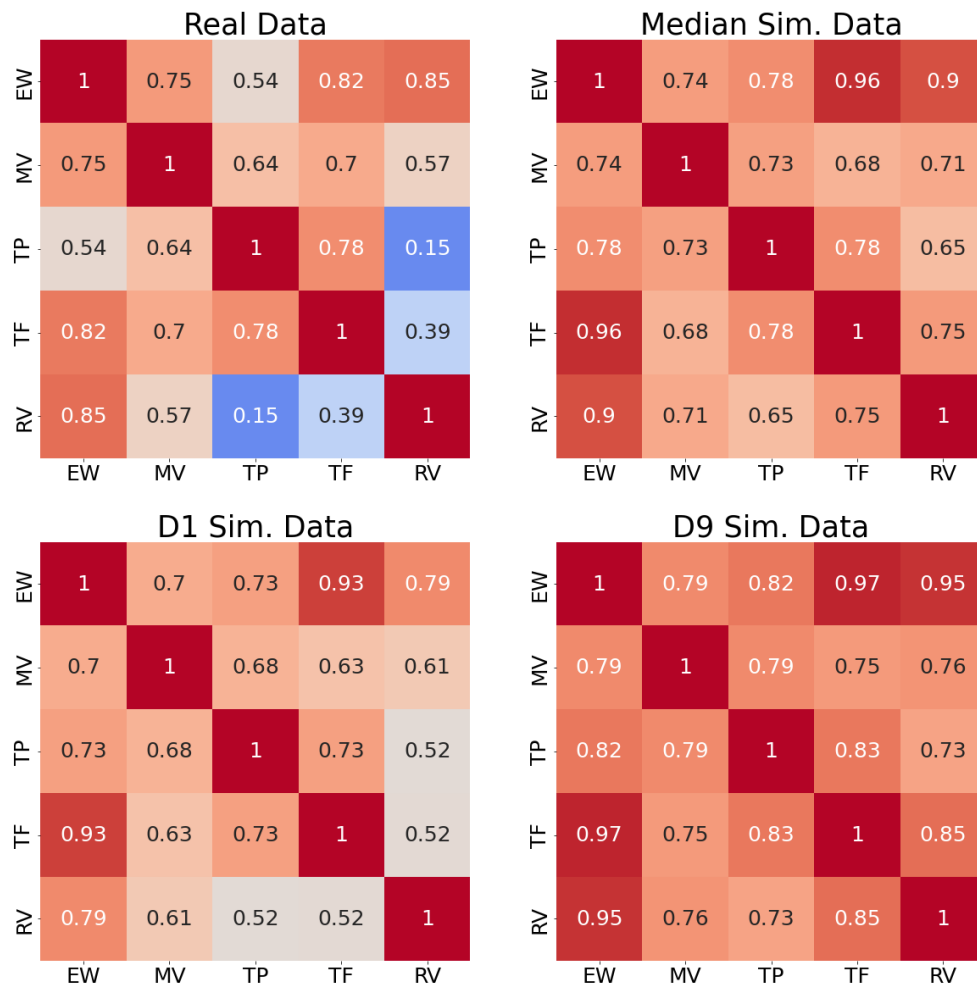 Real Data
EW 1 0.75 0.54 0.82 0.85
MV 0.75 1 0.64 0.7 0.57
TP 0.54 0.64 1 0.78 0.15
TF 0.82 0.7 0.78 1 0.39
RV 0.85 0.57 0.15 0.39 1
EW MV TP TF RV
Median Sim. Data
EW 1 0.74 0.78 0.96 0.9
MV 0.74 1 0.73 0.68 0.71
TP 0.78 0.73 1 0.78 0.65
TF 0.96 0.68 0.78 1 0.75
RV 0.9 0.71 0.65 0.75 1
EW MV TP TF RV
D1 Sim. Data
EW 1 0.7 0.73 0.93 0.79
MV 0.7 1 0.68 0.63 0.61
TP 0.73 0.68 1 0.73 0.52
TF 0.93 0.63 0.73 1 0.52
RV 0.79 0.61 0.52 0.52 1
EW MV TP TF RV
D9 Sim. Data
EW 1 0.79 0.82 0.97 0.95
MV 0.79 1 0.79 0.75 0.76
TP 0.82 0.79 1 0.83 0.73
TF 0.97 0.75 0.83 1 0.85
RV 0.95 0.76 0.73 0.85 1
EW MV TP TF RV